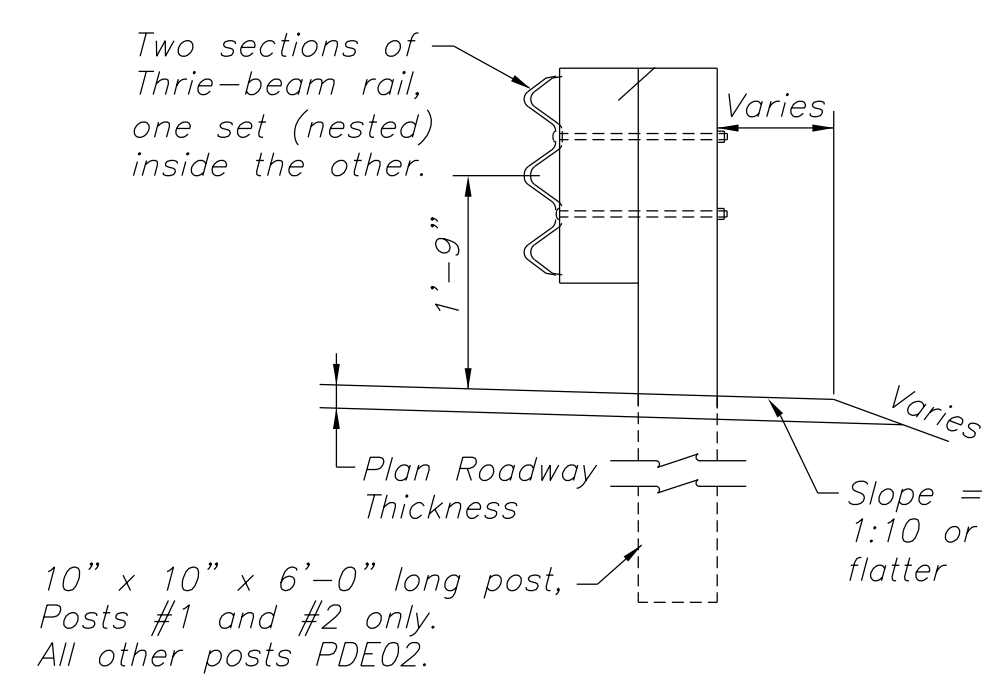 Two sections of
Thrie-beam rail,
one set (nested)
inside the other.
Varies
1'-9"
Varies
Plan Roadway
Thickness
Slope =
1:10 or
flatter
10" x 10" x 6'-0" long post,
Posts #1 and #2 only.
All other posts PDE02.